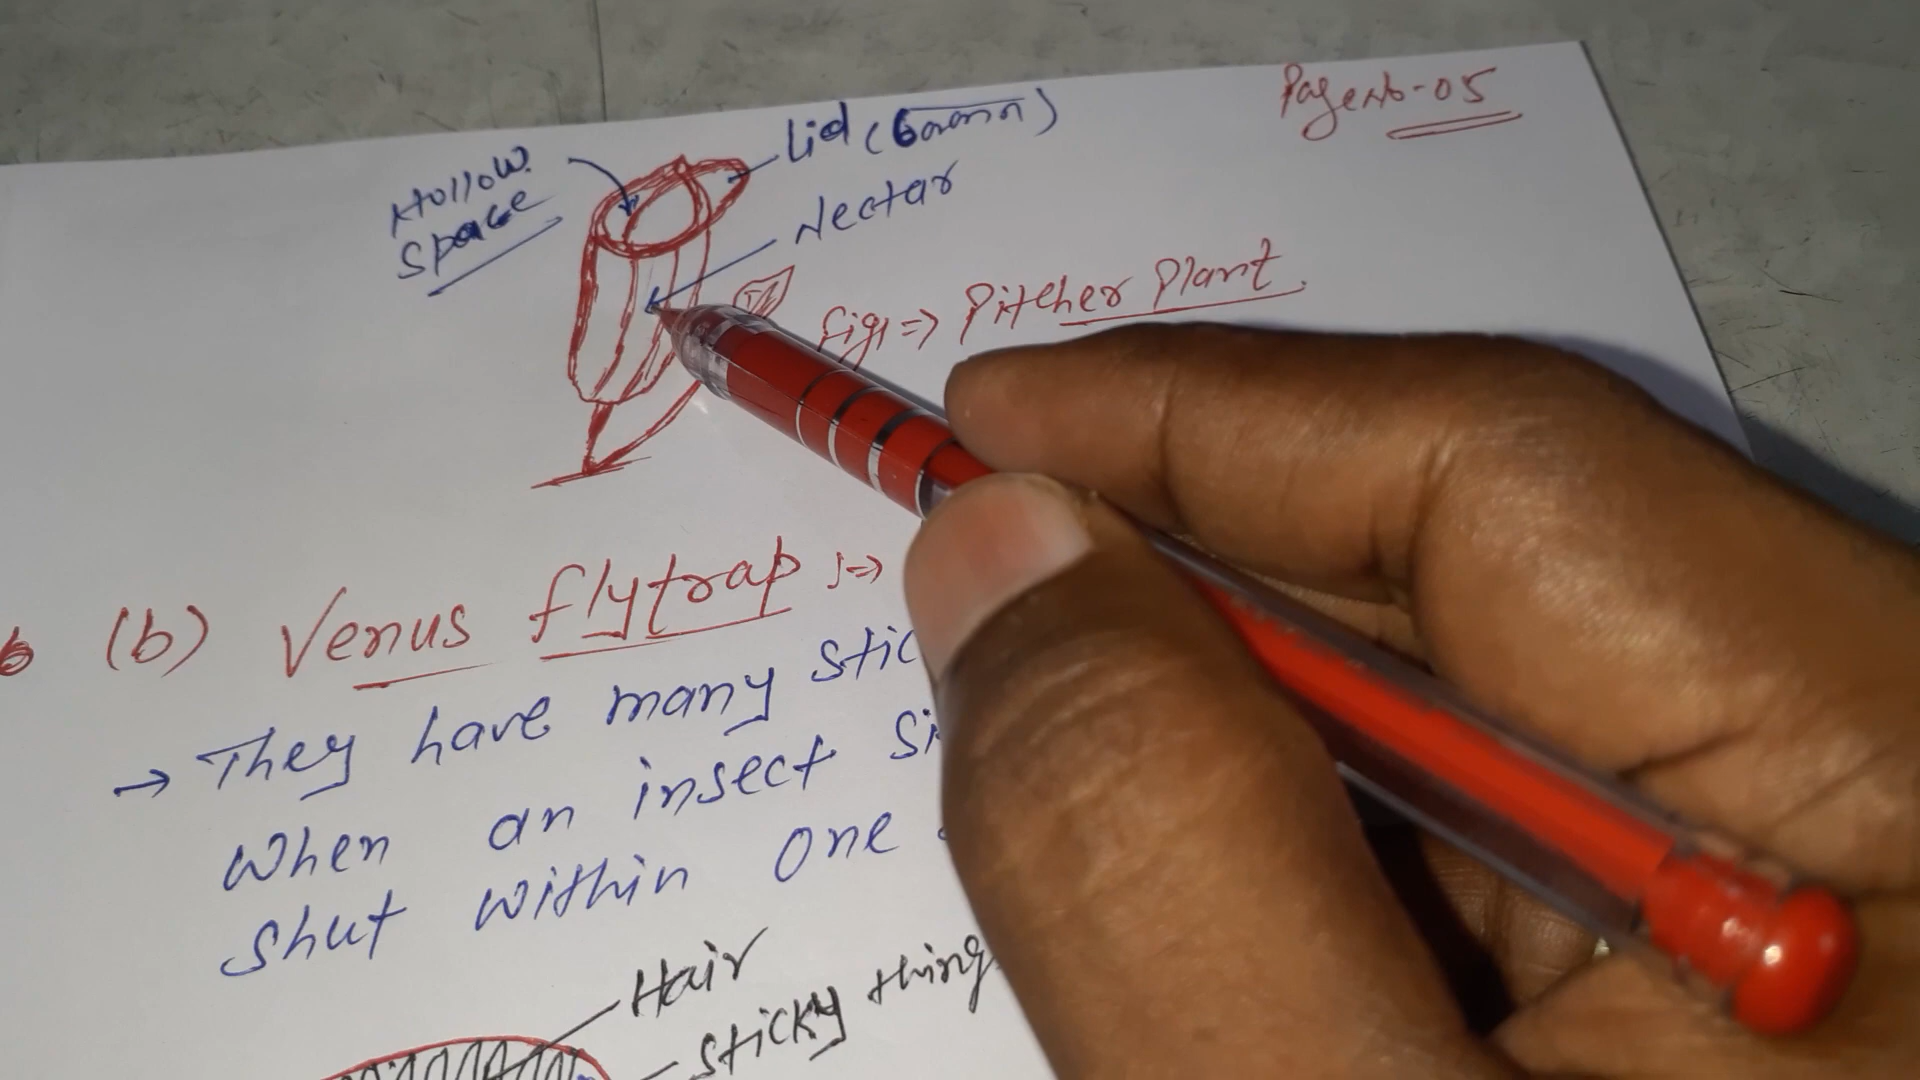 Page No-05
Lid
Hollow
Space
Nectar
fig => Pitcher Plant
(b) Venus flytrap :=>
→ They have many stic
When an insect si
shut within one
Hair
sticky thing